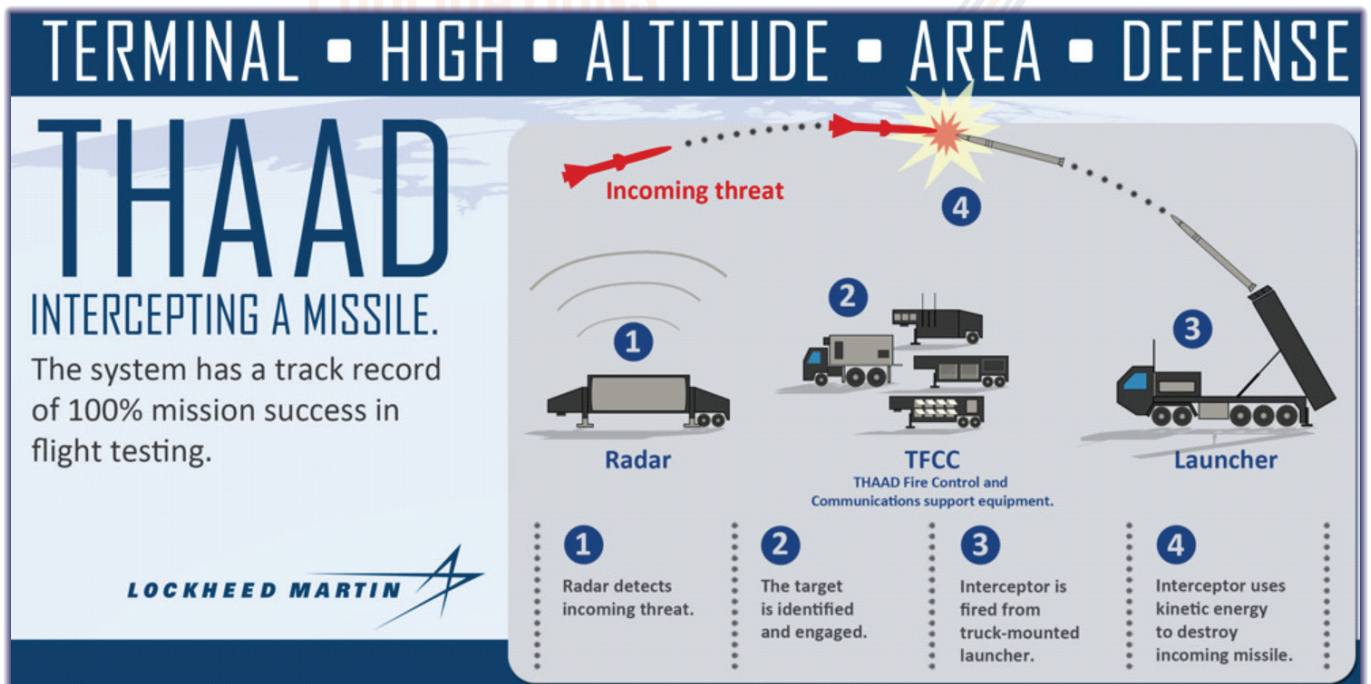 TERMINAL ▪ HIGH ▪ ALTITUDE ▪ AREA ▪ DEFENSE
THAAD
INTERCEPTING A MISSILE.
The system has a track record
of 100% mission success in
flight testing.
LOCKHEED MARTIN
Incoming threat
4
1
2
3
Radar
TFCC
THAAD Fire Control and
Communications support equipment.
Launcher
1
Radar detects
incoming threat.
2
The target
is identified
and engaged.
3
Interceptor is
fired from
truck-mounted
launcher.
4
Interceptor uses
kinetic energy
to destroy
incoming missile.